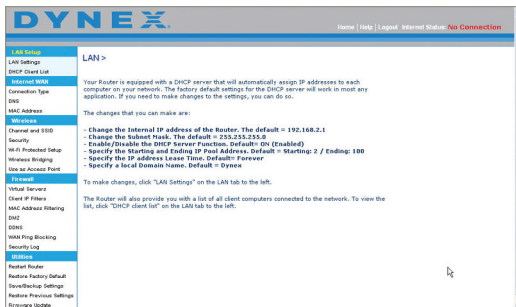 DYNEX
Home | Help | Logout Internet Status: No Connection
LAN Setup
LAN Settings
DHCP Client List
Internet WAN
Connection Type
DNS
MAC Address
Wireless
Channel and SSID
Security
Wi-Fi Protected Setup
Wireless Bridging
Use as Access Point
Firewall
Virtual Servers
Client IP Filters
MAC Address Filtering
DMZ
DDNS
WAN Ping Blocking
Security Log
Utilities
Restart Router
Restore Factory Default
Save/Backup Settings
Restore Previous Settings
Firmware Update
LAN >
Your Router is equipped with a DHCP server that will automatically assign IP addresses to each
computer on your network. The factory default settings for the DHCP server will work in most any
application. If you need to make changes to the settings, you can do so.
The changes that you can make are:
- Change the Internal IP address of the Router. The default = 192.168.2.1
- Change the Subnet Mask. The default = 255.255.255.0
- Enable/Disable the DHCP Server Function. Default= ON (Enabled)
- Specify the Starting and Ending IP Pool Address. Default = Starting: 2 / Ending: 100
- Specify the IP address Lease Time. Default= Forever
- Specify a local Domain Name. Default = Dynex
To make changes, click "LAN Settings" on the LAN tab to the left.
The Router will also provide you with a list of all client computers connected to the network. To view the
list, click "DHCP client list" on the LAN tab to the left.